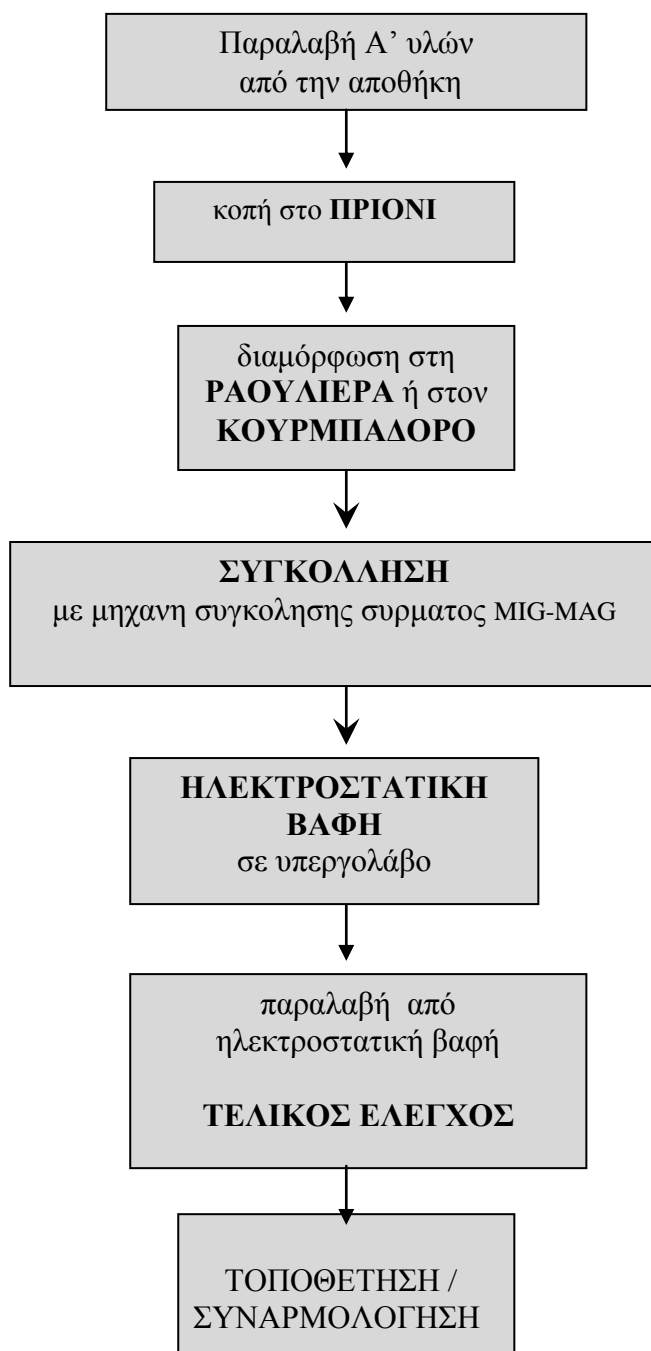 Παραλαβή Α’ υλών
από την αποθήκη
κοπή στο ΠΡΙΟΝΙ
διαμόρφωση στη
ΡΑΟΥΛΙΕΡΑ ή στον
ΚΟΥΡΜΠΑΔΟΡΟ
ΣΥΓΚΟΛΛΗΣΗ
με μηχανη συγκολησης συρματος MIG-MAG
ΗΛΕΚΤΡΟΣΤΑΤΙΚΗ
ΒΑΦΗ
σε υπεργολάβο
παραλαβή από
ηλεκτροστατική βαφή
ΤΕΛΙΚΟΣ ΕΛΕΓΧΟΣ
ΤΟΠΟΘΕΤΗΣΗ /
ΣΥΝΑΡΜΟΛΟΓΗΣΗ